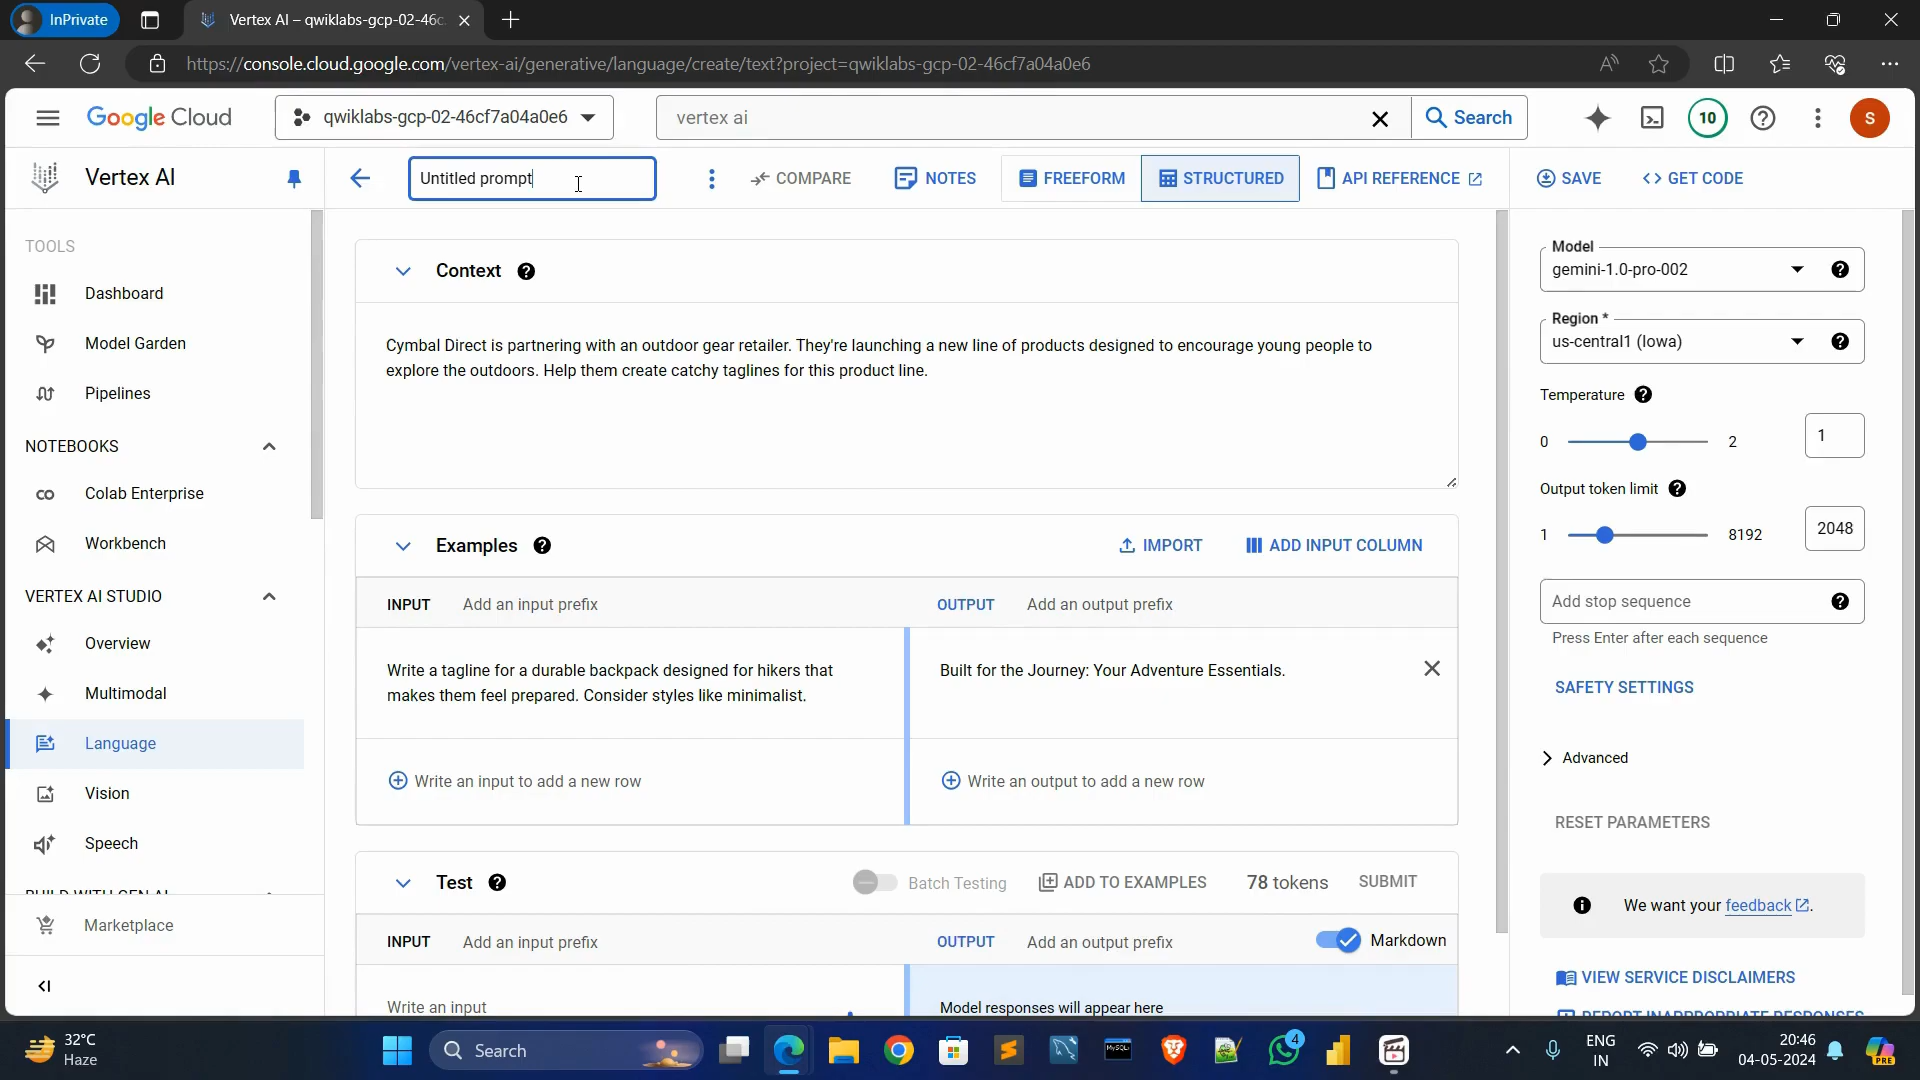 InPrivate
Vertex AI – qwiklabs-gcp-02-46c
https://console.cloud.google.com/vertex-ai/generative/language/create/text?project=qwiklabs-gcp-02-46cf7a04a0e6
Google Cloud
qwiklabs-gcp-02-46cf7a04a0e6
vertex ai
Search
10
S
Vertex AI
Untitled prompt
COMPARE
NOTES
FREEFORM
STRUCTURED
API REFERENCE
SAVE
<> GET CODE
TOOLS
Dashboard
Model Garden
Pipelines
NOTEBOOKS
Colab Enterprise
Workbench
VERTEX AI STUDIO
Overview
Multimodal
Language
Vision
Speech
BUILD WITH GEN AI
Marketplace
Context
Cymbal Direct is partnering with an outdoor gear retailer. They're launching a new line of products designed to encourage young people to
explore the outdoors. Help them create catchy taglines for this product line.
Examples
IMPORT
ADD INPUT COLUMN
INPUT Add an input prefix
OUTPUT Add an output prefix
Write a tagline for a durable backpack designed for hikers that
makes them feel prepared. Consider styles like minimalist.
Built for the Journey: Your Adventure Essentials.
Write an input to add a new row
Write an output to add a new row
Test
Batch Testing
ADD TO EXAMPLES
78 tokens
SUBMIT
INPUT Add an input prefix
OUTPUT Add an output prefix
Markdown
Write an input
Model responses will appear here
Model
gemini-1.0-pro-002
Region *
us-central1 (Iowa)
Temperature
0 2 1
Output token limit
1 8192 2048
Add stop sequence
Press Enter after each sequence
SAFETY SETTINGS
Advanced
RESET PARAMETERS
We want your feedback.
VIEW SERVICE DISCLAIMERS
REPORT INAPPROPRIATE RESPONSES
32°C
Haze
Search
MySQL
4
ENG
IN
20:46
04-05-2024
PRE